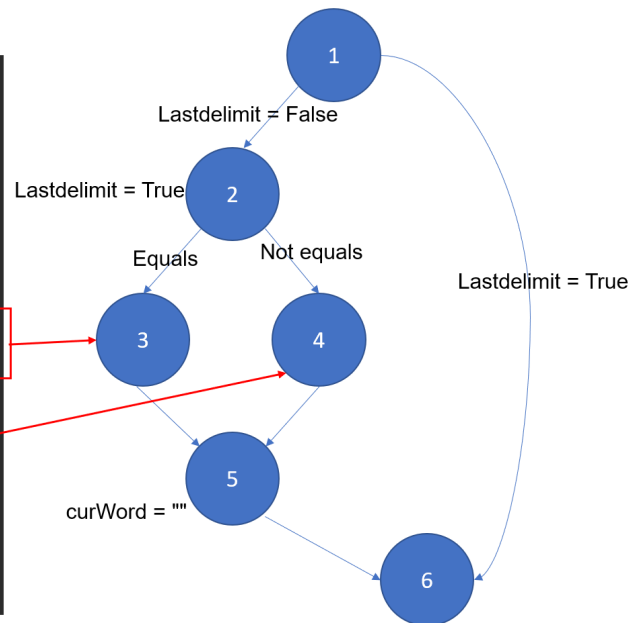 1
Lastdelimit = False
Lastdelimit = True
2
Equals
Not equals
Lastdelimit = True
3
4
5
curWord = ""
6